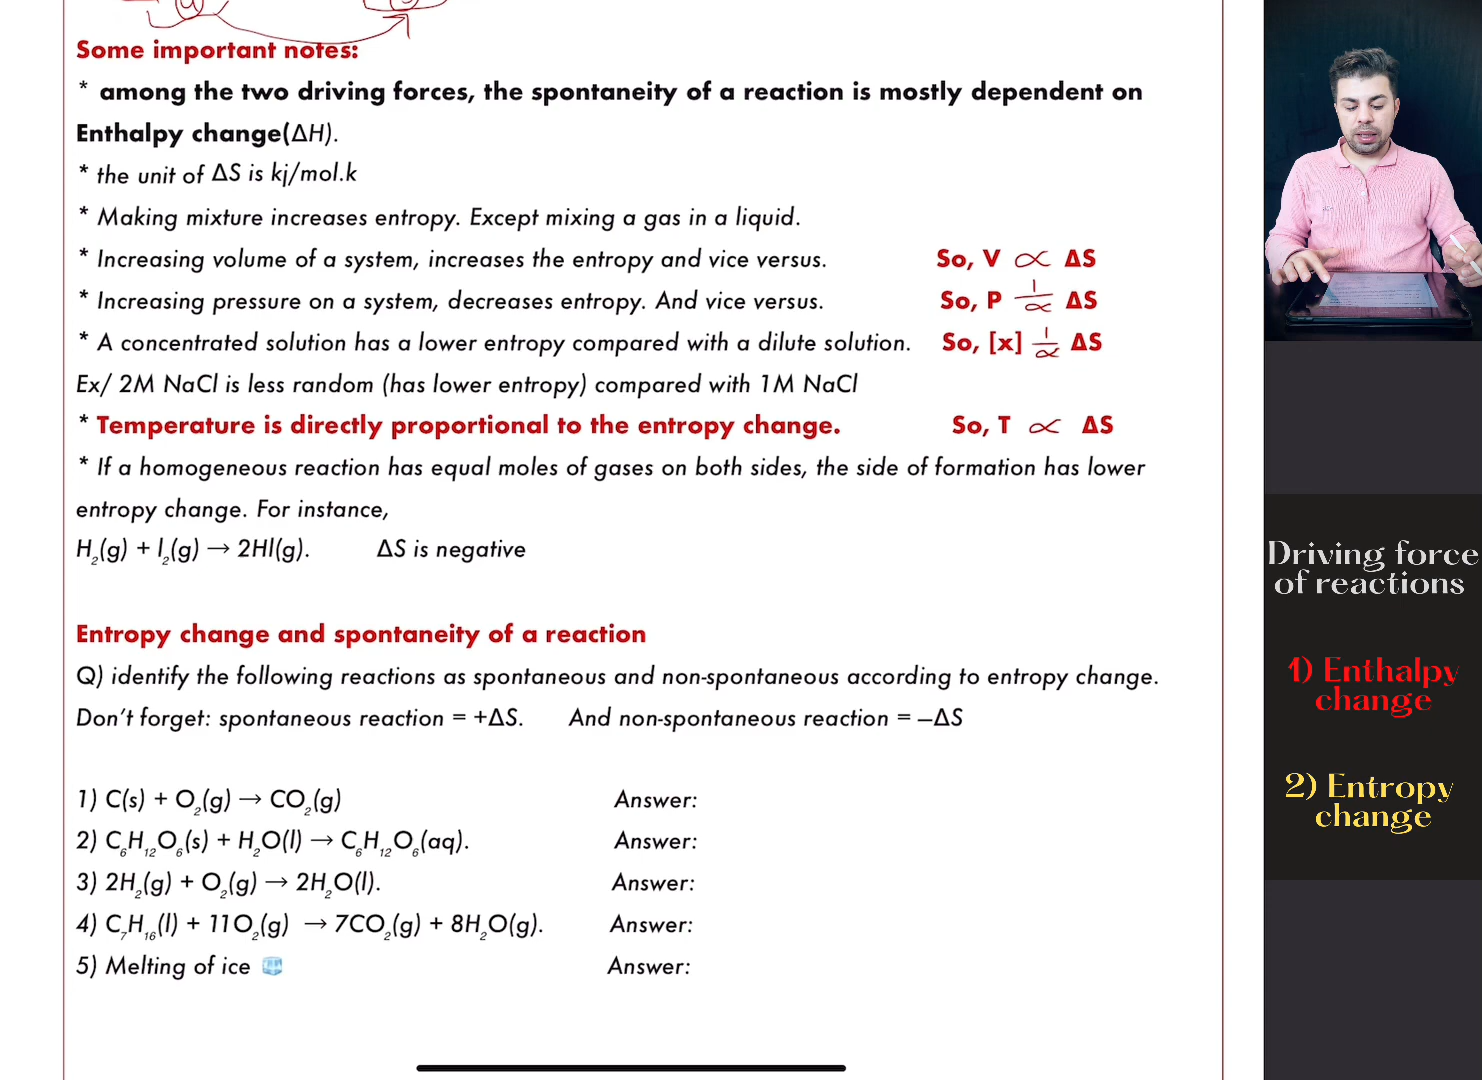 Some important notes:
* among the two driving forces, the spontaneity of a reaction is mostly dependent on
Enthalpy change(ΔH).
* the unit of ΔS is kj/mol.k
* Making mixture increases entropy. Except mixing a gas in a liquid.
* Increasing volume of a system, increases the entropy and vice versus. So, V ∝ ΔS
* Increasing pressure on a system, decreases entropy. And vice versus. So, P 1/∝ ΔS
* A concentrated solution has a lower entropy compared with a dilute solution. So, [x] 1/∝ ΔS
Ex/ 2M NaCl is less random (has lower entropy) compared with 1M NaCl
* Temperature is directly proportional to the entropy change. So, T ∝ ΔS
* If a homogeneous reaction has equal moles of gases on both sides, the side of formation has lower
entropy change. For instance,
H₂(g) + I₂(g) → 2HI(g). ΔS is negative
Entropy change and spontaneity of a reaction
Q) identify the following reactions as spontaneous and non-spontaneous according to entropy change.
Don't forget: spontaneous reaction = +ΔS. And non-spontaneous reaction = –ΔS
1) C(s) + O₂(g) → CO₂(g) Answer:
2) C₆H₁₂O₆(s) + H₂O(l) → C₆H₁₂O₆(aq). Answer:
3) 2H₂(g) + O₂(g) → 2H₂O(l). Answer:
4) C₇H₁₆(l) + 11O₂(g) → 7CO₂(g) + 8H₂O(g). Answer:
5) Melting of ice 🧊 Answer:
Driving force
of reactions
1) Enthalpy
change
2) Entropy
change